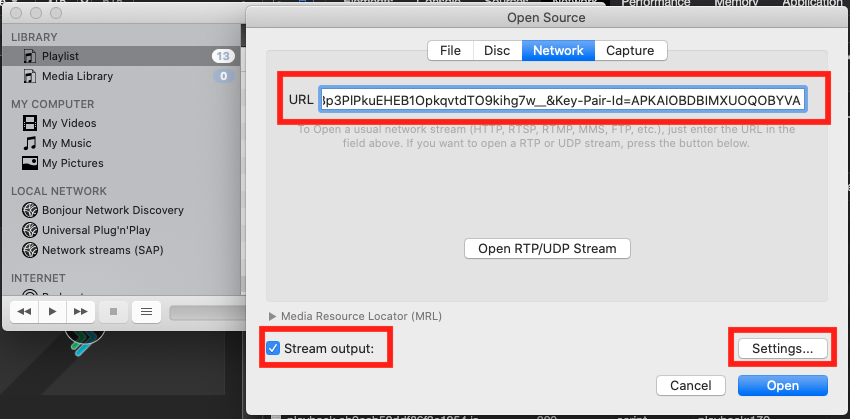 Open Source
LIBRARY
Playlist 13
Media Library 0
MY COMPUTER
My Videos
My Music
My Pictures
LOCAL NETWORK
Bonjour Network Discovery
Universal Plug'n'Play
Network streams (SAP)
INTERNET
File Disc Network Capture
URL 3p3PlPkuEHEB1OpkqvtdTO9kihg7w__&Key-Pair-Id=APKAIOBDBIMXUOQOBYVA
To Open a usual network stream (HTTP, RTSP, RTMP, MMS, FTP, etc.), just enter the URL in the
field above. If you want to open a RTP or UDP stream, press the button below.
Open RTP/UDP Stream
Media Resource Locator (MRL)
Stream output:
Settings...
Cancel Open